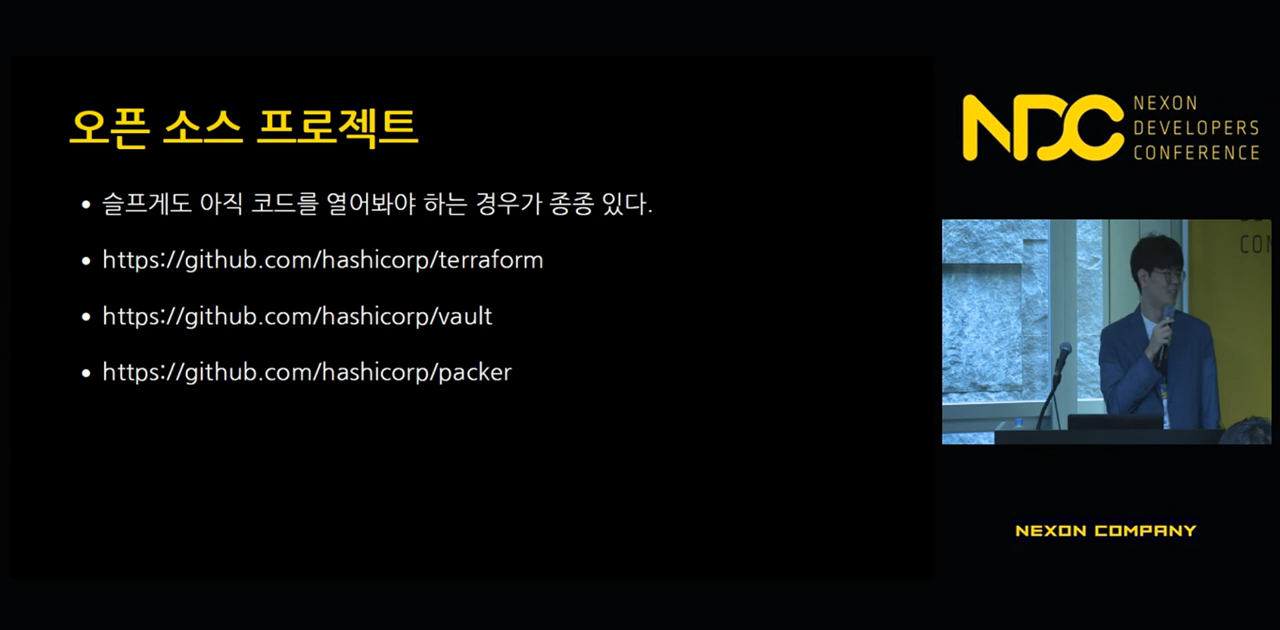 오픈 소스 프로젝트
슬프게도 아직 코드를 열어봐야 하는 경우가 종종 있다.
https://github.com/hashicorp/terraform
https://github.com/hashicorp/vault
https://github.com/hashicorp/packer
NDC
NEXON
DEVELOPERS
CONFERENCE
NEXON COMPANY